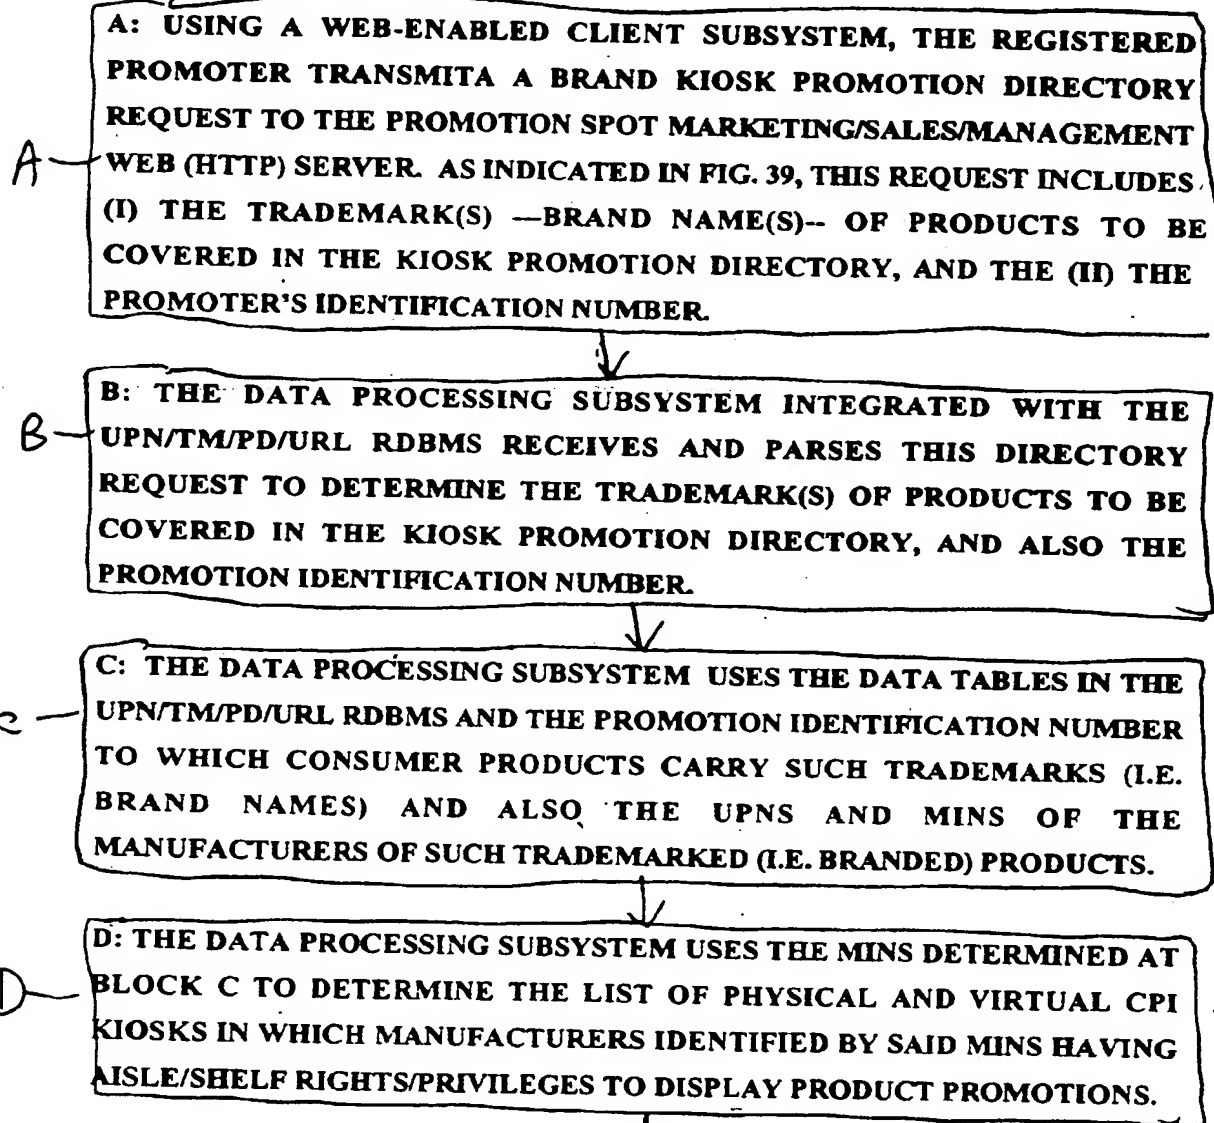 A: USING A WEB-ENABLED CLIENT SUBSYSTEM, THE REGISTERED
PROMOTER TRANSMITA A BRAND KIOSK PROMOTION DIRECTORY
REQUEST TO THE PROMOTION SPOT MARKETING/SALES/MANAGEMENT
A WEB (HTTP) SERVER. AS INDICATED IN FIG. 39, THIS REQUEST INCLUDES
(I) THE TRADEMARK(S) —BRAND NAME(S)-- OF PRODUCTS TO BE
COVERED IN THE KIOSK PROMOTION DIRECTORY, AND THE (II) THE
PROMOTER'S IDENTIFICATION NUMBER.
B: THE DATA PROCESSING SUBSYSTEM INTEGRATED WITH THE
B UPN/TM/PD/URL RDBMS RECEIVES AND PARSES THIS DIRECTORY
REQUEST TO DETERMINE THE TRADEMARK(S) OF PRODUCTS TO BE
COVERED IN THE KIOSK PROMOTION DIRECTORY, AND ALSO THE
PROMOTION IDENTIFICATION NUMBER.
C: THE DATA PROCESSING SUBSYSTEM USES THE DATA TABLES IN THE
C UPN/TM/PD/URL RDBMS AND THE PROMOTION IDENTIFICATION NUMBER
TO WHICH CONSUMER PRODUCTS CARRY SUCH TRADEMARKS (I.E.
BRAND NAMES) AND ALSO THE UPNS AND MINS OF THE
MANUFACTURERS OF SUCH TRADEMARKED (I.E. BRANDED) PRODUCTS.
D: THE DATA PROCESSING SUBSYSTEM USES THE MINS DETERMINED AT
D BLOCK C TO DETERMINE THE LIST OF PHYSICAL AND VIRTUAL CPI
KIOSKS IN WHICH MANUFACTURERS IDENTIFIED BY SAID MINS HAVING
AISLE/SHELF RIGHTS/PRIVILEGES TO DISPLAY PRODUCT PROMOTIONS.